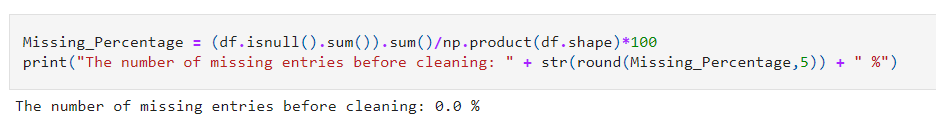 Missing_Percentage = (df.isnull().sum()).sum()/np.product(df.shape)*100
print("The number of missing entries before cleaning: " + str(round(Missing_Percentage,5)) + " %")
The number of missing entries before cleaning: 0.0 %